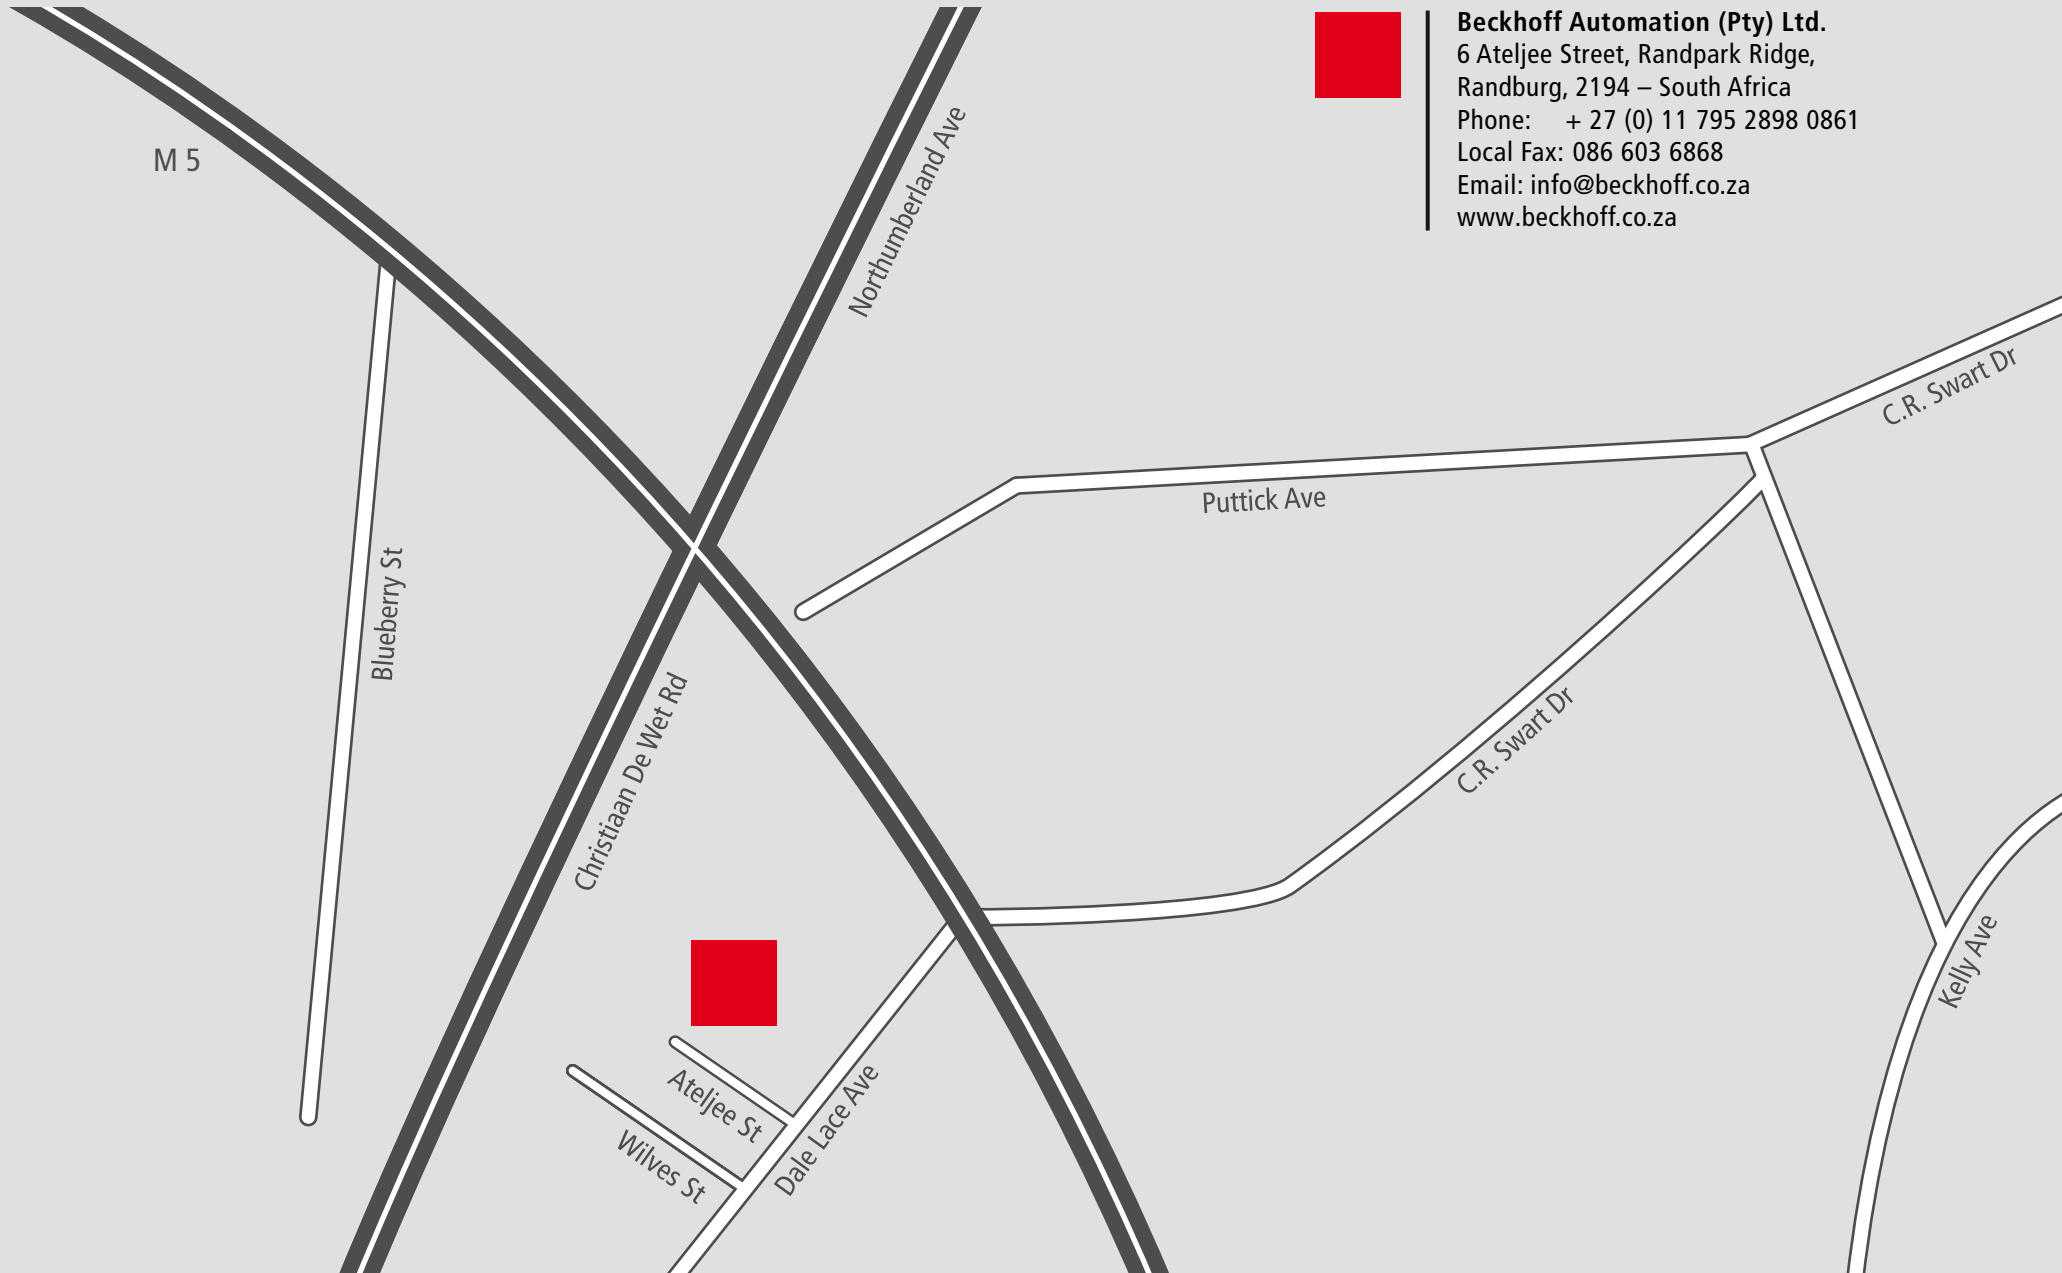 Beckhoff Automation (Pty) Ltd.
6 Ateljee Street, Randpark Ridge,
Randburg, 2194 – South Africa
Phone: + 27 (0) 11 795 2898 0861
Local Fax: 086 603 6868
Email: info@beckhoff.co.za
www.beckhoff.co.za
M 5
Northumberland Ave
C.R. Swart Dr
Puttick Ave
Blueberry St
Christiaan De Wet Rd
C.R. Swart Dr
Kelly Ave
Ateljee St
Wilves St
Dale Lace Ave